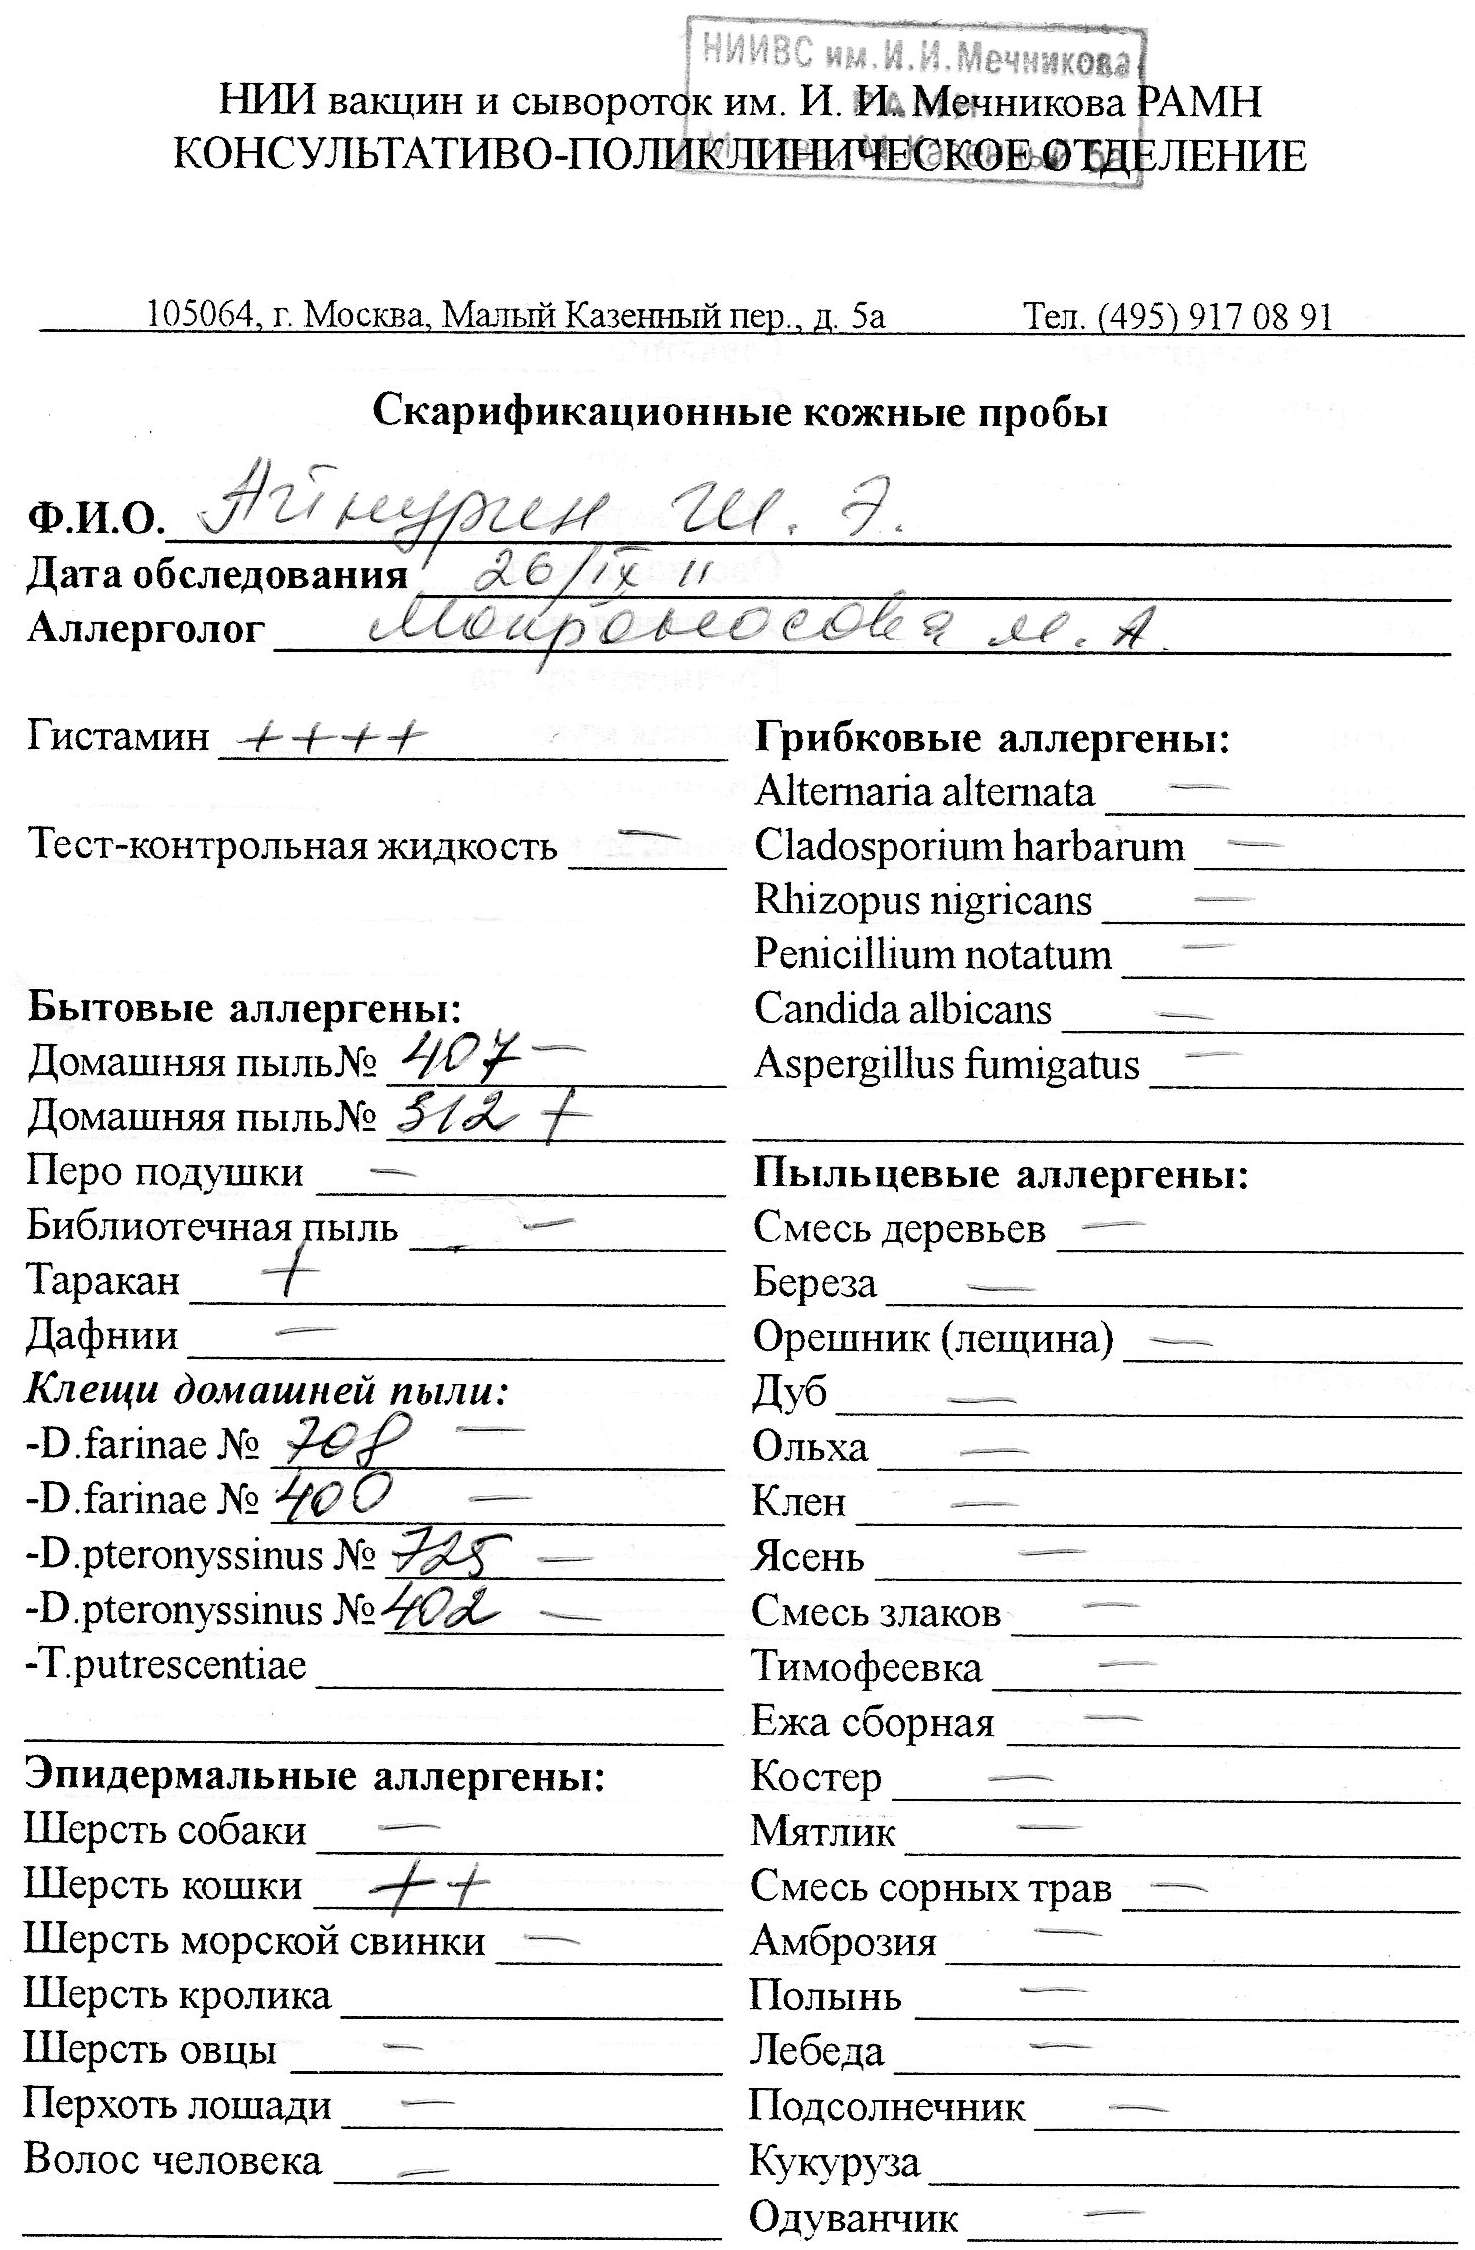 НИИВС им. И. И. Мечникова
РАМН
НИИ вакцин и сывороток им. И. И. Мечникова РАМН
КОНСУЛЬТАТИВО-ПОЛИКЛИНИЧЕСКОЕ ОТДЕЛЕНИЕ
105064, г. Москва, Малый Казенный пер., д. 5а Тел. (495) 917 08 91
Скарификационные кожные пробы
Ф.И.О. Ш. Э.
Дата обследования 26/IX 11
Аллерголог М. А.
Гистамин ++++
Тест-контрольная жидкость —
Бытовые аллергены:
Домашняя пыль№ 407 —
Домашняя пыль№ 312 +
Перо подушки —
Библиотечная пыль —
Таракан +
Дафнии —
Клещи домашней пыли:
-D.farinae № 708 —
-D.farinae № 400 —
-D.pteronyssinus № 725 —
-D.pteronyssinus № 402 —
-T.putrescentiae
Эпидермальные аллергены:
Шерсть собаки —
Шерсть кошки ++
Шерсть морской свинки —
Шерсть кролика
Шерсть овцы —
Перхоть лошади —
Волос человека —
Грибковые аллергены:
Alternaria alternata —
Cladosporium harbarum —
Rhizopus nigricans —
Penicillium notatum —
Candida albicans —
Aspergillus fumigatus —
Пыльцевые аллергены:
Смесь деревьев —
Береза —
Орешник (лещина) —
Дуб —
Ольха —
Клен —
Ясень —
Смесь злаков —
Тимофеевка —
Ежа сборная —
Костер —
Мятлик —
Смесь сорных трав —
Амброзия —
Полынь —
Лебеда —
Подсолнечник —
Кукуруза
Одуванчик —